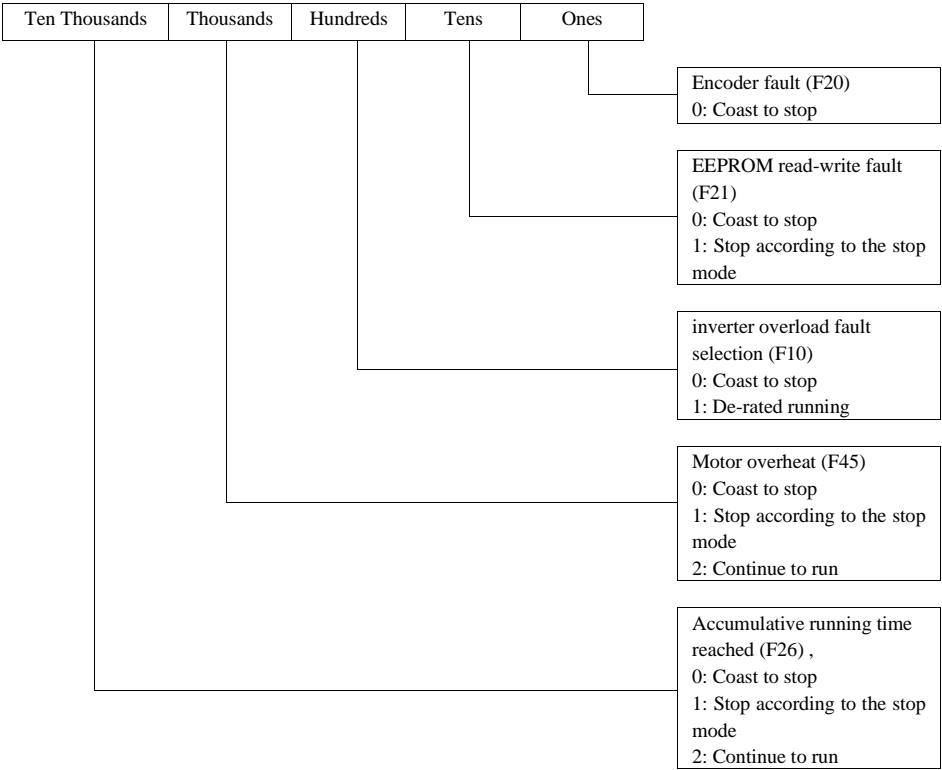 Ten Thousands Thousands Hundreds Tens Ones
Encoder fault (F20)
0: Coast to stop
EEPROM read-write fault
(F21)
0: Coast to stop
1: Stop according to the stop
mode
inverter overload fault
selection (F10)
0: Coast to stop
1: De-rated running
Motor overheat (F45)
0: Coast to stop
1: Stop according to the stop
mode
2: Continue to run
Accumulative running time
reached (F26) ,
0: Coast to stop
1: Stop according to the stop
mode
2: Continue to run